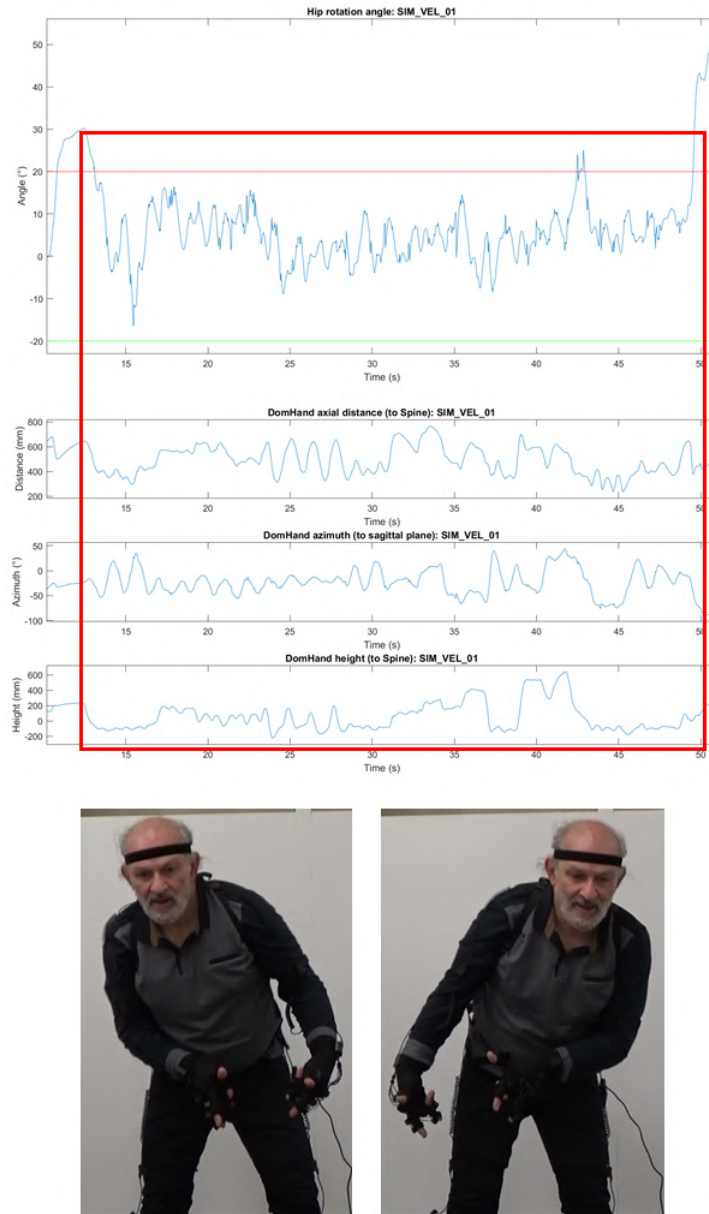 Hip rotation angle: SIM_VEL_01
50
40
30
20
10
0
-10
-20
Angle (°)
15 20 25 30 35 40 45 50
Time (s)
DomHand axial distance (to Spine): SIM_VEL_01
800
600
400
200
Distance (mm)
15 20 25 30 35 40 45 50
Time (s)
DomHand azimuth (to sagittal plane): SIM_VEL_01
50
0
-50
-100
Azimuth (°)
15 20 25 30 35 40 45 50
Time (s)
DomHand height (to Spine): SIM_VEL_01
600
400
200
0
-200
Height (mm)
15 20 25 30 35 40 45 50
Time (s)